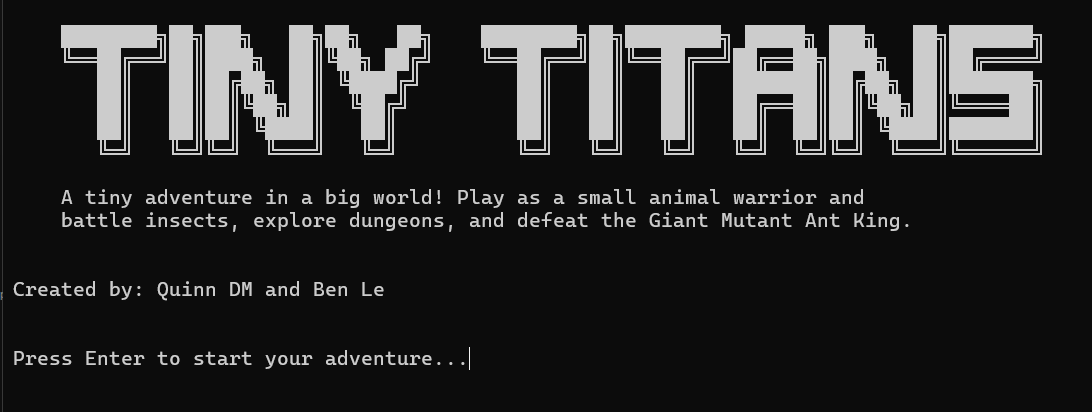 TINY TITANS
A tiny adventure in a big world! Play as a small animal warrior and
battle insects, explore dungeons, and defeat the Giant Mutant Ant King.
Created by: Quinn DM and Ben Le
Press Enter to start your adventure...